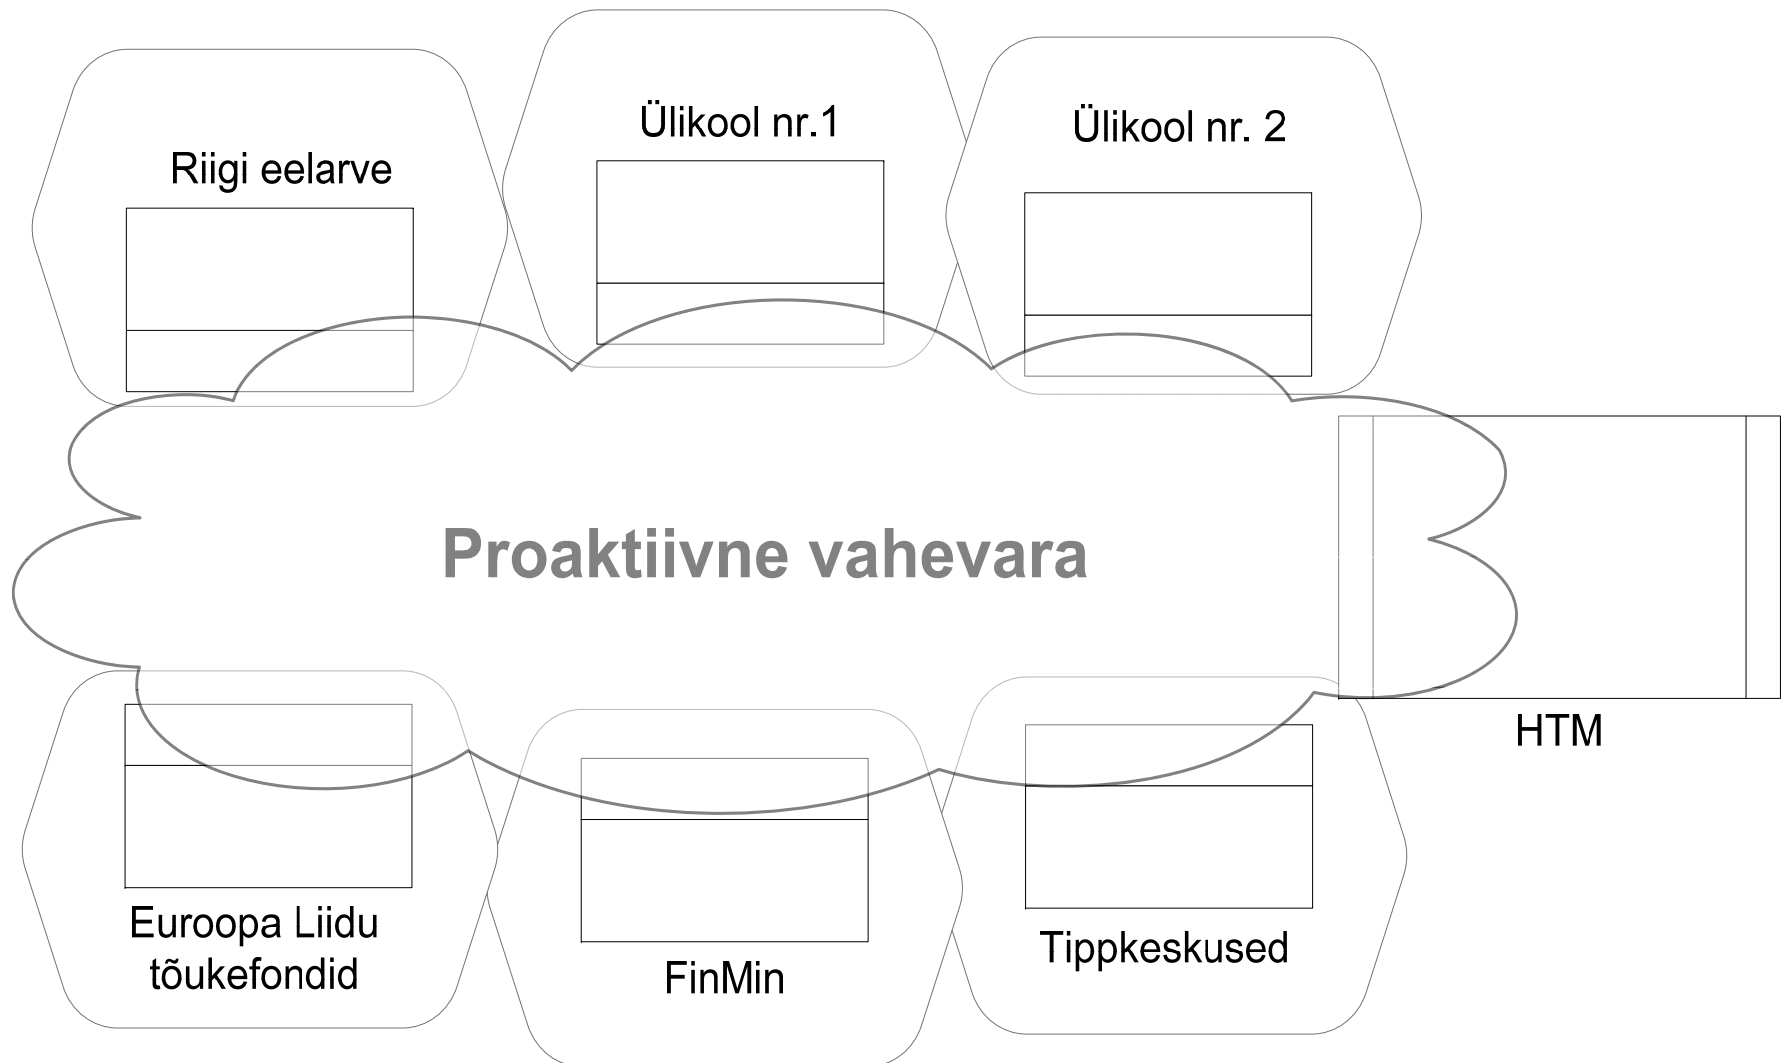 Riigi eelarve
Ülikool nr.1
Ülikool nr. 2
Proaktiivne vahevara
HTM
Euroopa Liidu
tõukefondid
FinMin
Tippkeskused